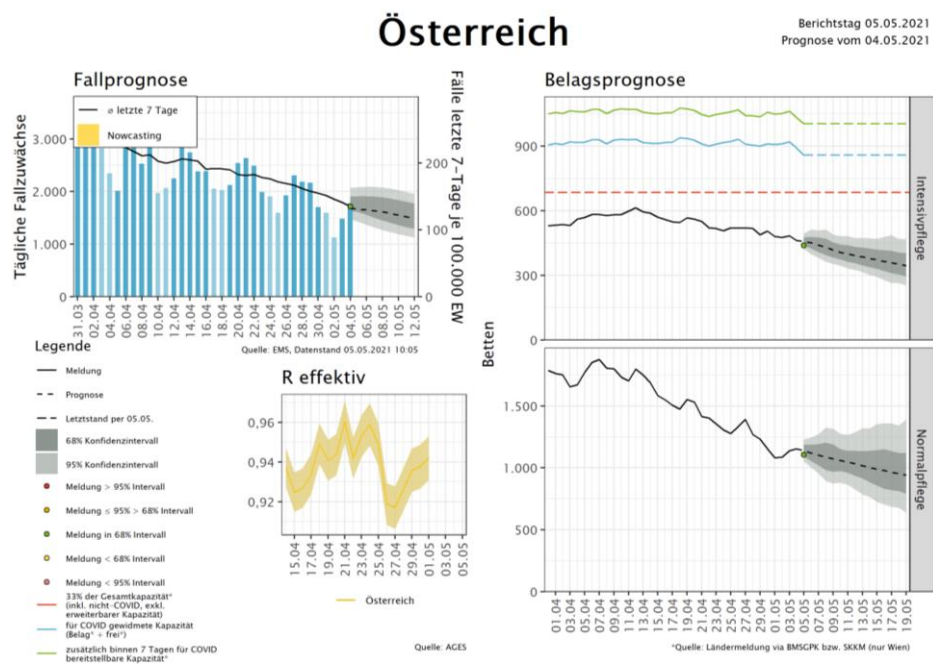 Österreich
Berichtstag 05.05.2021
Prognose vom 04.05.2021
Fallprognose
ø letzte 7 Tage
Nowcasting
Tägliche Fallzuwächse
3.000
2.000
1.000
0
200
100
0
Fälle letzte 7-Tage je 100.000 EW
31.03
02.04
04.04
06.04
08.04
10.04
12.04
14.04
16.04
18.04
20.04
22.04
24.04
26.04
28.04
30.04
02.05
04.05
06.05
08.05
10.05
12.05
Quelle: EMS, Datenstand 05.05.2021 10:05
Legende
Meldung
Prognose
Letztstand per 05.05.
68% Konfidenzintervall
95% Konfidenzintervall
Meldung > 95% Intervall
Meldung ≤ 95% > 68% Intervall
Meldung in 68% Intervall
Meldung < 68% Intervall
Meldung < 95% Intervall
33% der Gesamtkapazität*
(inkl. nicht-COVID, exkl.
erweiterbarer Kapazität)
für COVID gewidmete Kapazität
(Belag* + frei*)
zusätzlich binnen 7 Tagen für COVID
bereitstellbare Kapazität*
R effektiv
0,96
0,94
0,92
15.04
17.04
19.04
21.04
23.04
25.04
27.04
29.04
01.05
03.05
05.05
Österreich
Quelle: AGES
Belagsprognose
Betten
900
600
300
0
Intensivpflege
1.500
1.000
500
0
Normalpflege
01.04
03.04
05.04
07.04
09.04
11.04
13.04
15.04
17.04
19.04
21.04
23.04
25.04
27.04
29.04
01.05
03.05
05.05
07.05
09.05
11.05
13.05
15.05
17.05
19.05
*Quelle: Ländermeldung via BMSGPK bzw. SKKM (nur Wien)